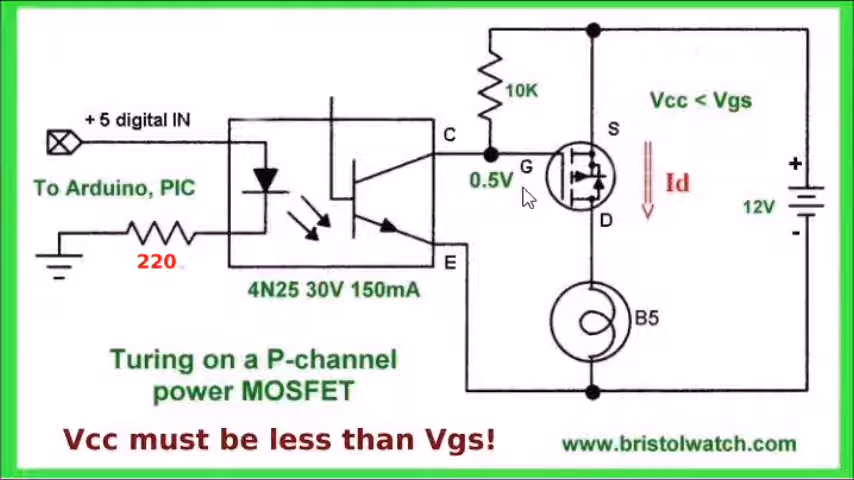 + 5 digital IN
To Arduino, PIC
220
C
E
4N25 30V 150mA
10K
G
0.5V
S
D
Vcc < Vgs
Id
+
12V
-
B5
Turing on a P-channel
power MOSFET
Vcc must be less than Vgs!
www.bristolwatch.com